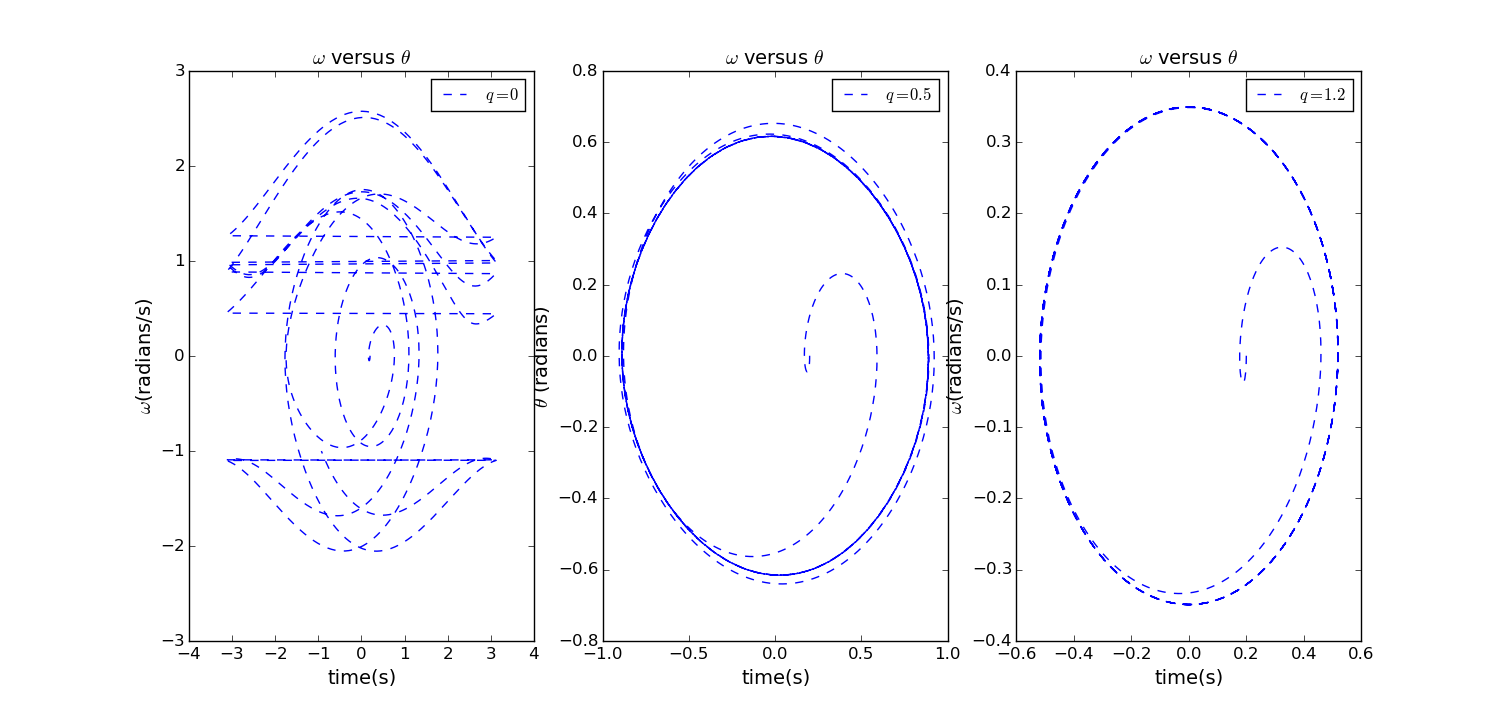 ω versus θ
q=0
3
2
1
0
−1
−2
−3
−4 −3 −2 −1 0 1 2 3 4
ω(radians/s)
time(s)
ω versus θ
q=0.5
0.8
0.6
0.4
0.2
0.0
−0.2
−0.4
−0.6
−0.8
−1.0 −0.5 0.0 0.5 1.0
θ (radians)
time(s)
ω versus θ
q=1.2
0.4
0.3
0.2
0.1
0.0
−0.1
−0.2
−0.3
−0.4
−0.6 −0.4 −0.2 0.0 0.2 0.4 0.6
ω(radians/s)
time(s)